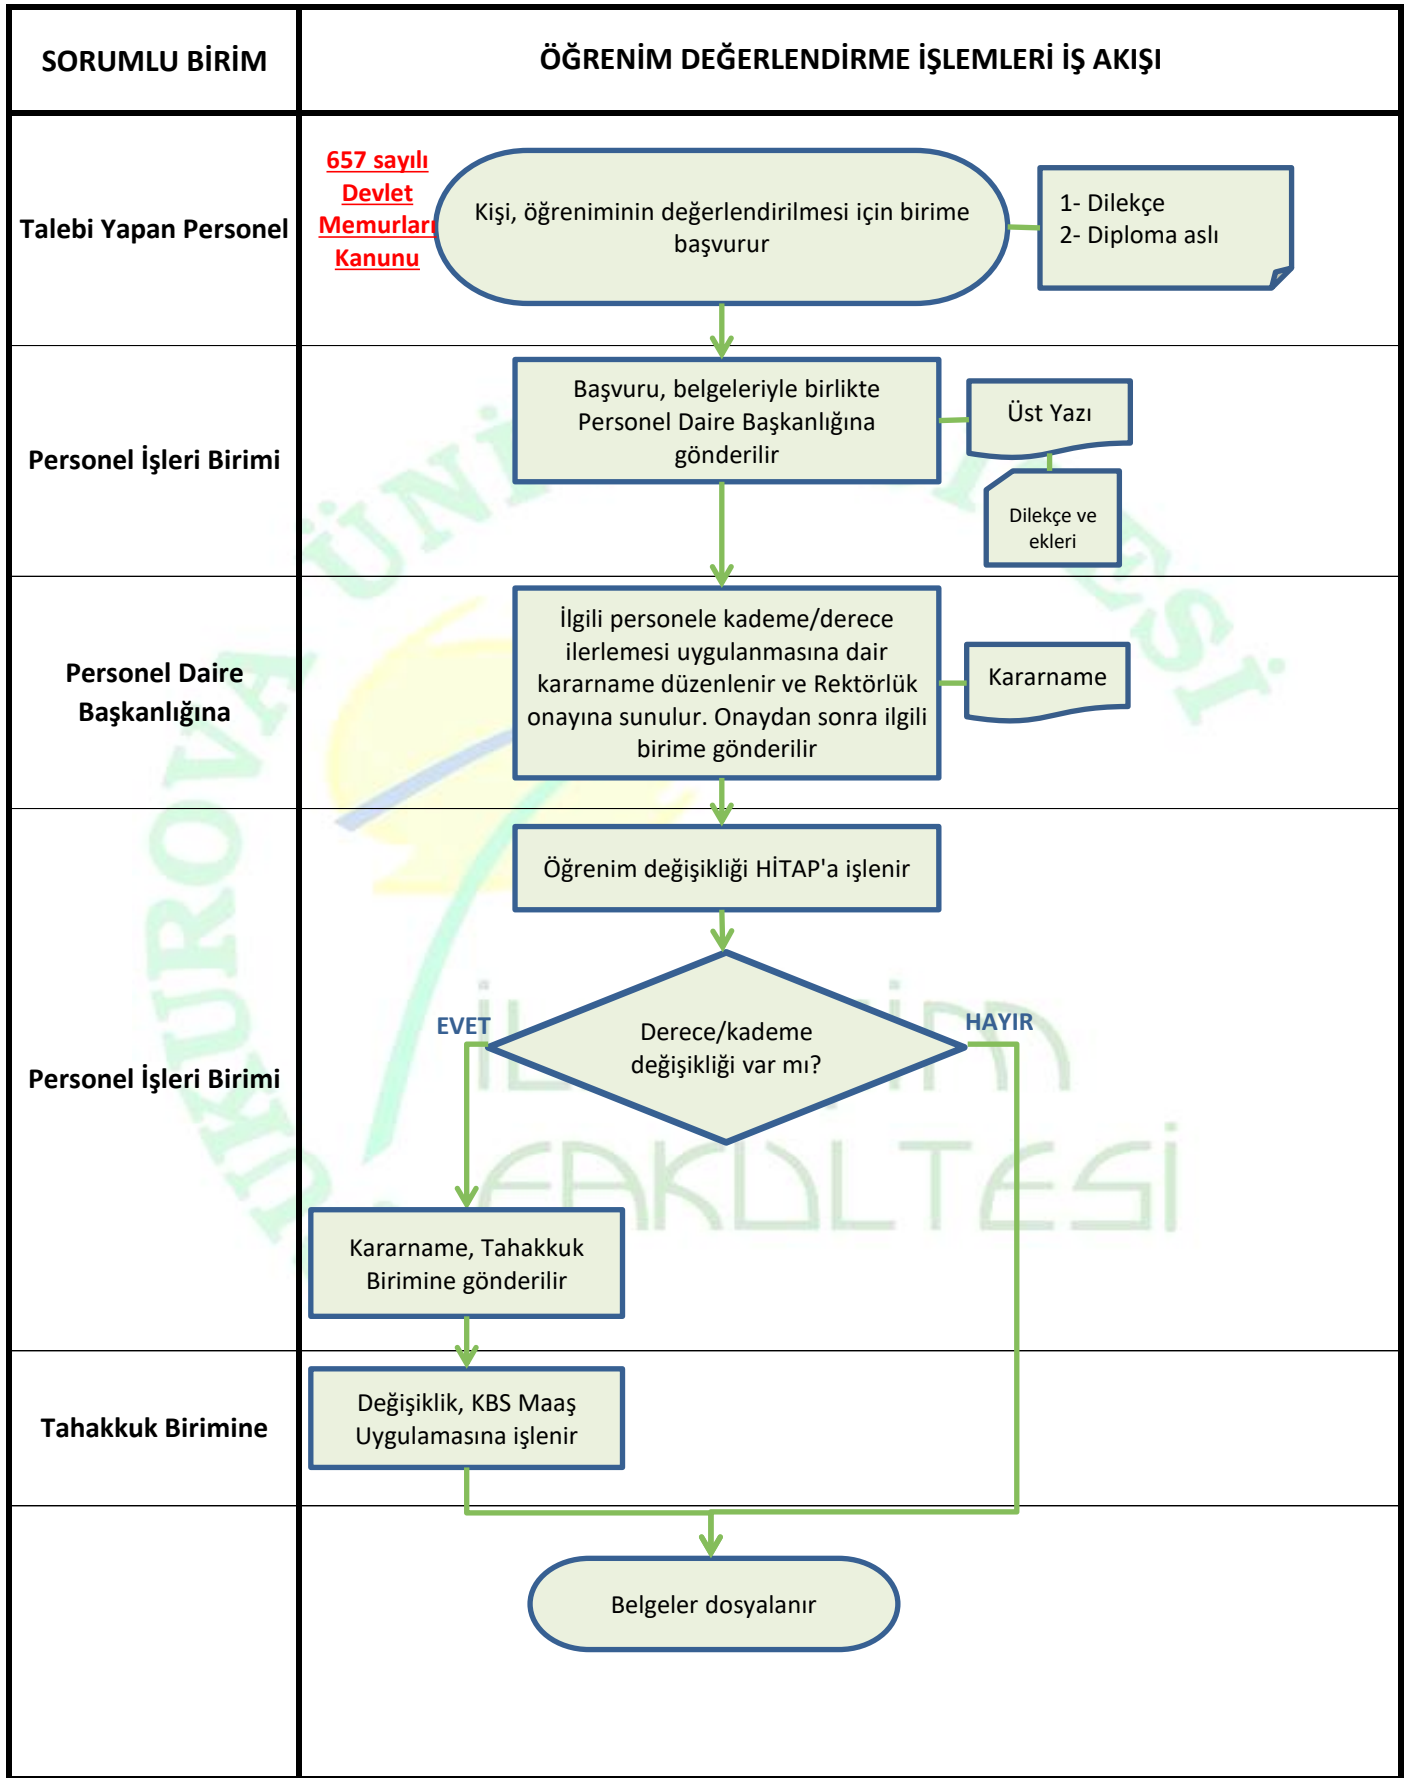 SORUMLU BİRİM
ÖĞRENİM DEĞERLENDİRME İŞLEMLERİ İŞ AKIŞI
Talebi Yapan Personel
657 sayılı
Devlet
Memurları
Kanunu
Kişi, öğreniminin değerlendirilmesi için birime
başvurur
1- Dilekçe
2- Diploma aslı
Personel İşleri Birimi
Başvuru, belgeleriyle birlikte
Personel Daire Başkanlığına
gönderilir
Üst Yazı
Dilekçe ve
ekleri
Personel Daire
Başkanlığına
İlgili personele kademe/derece
ilerlemesi uygulanmasına dair
kararname düzenlenir ve Rektörlük
onayına sunulur. Onaydan sonra ilgili
birime gönderilir
Kararname
Personel İşleri Birimi
Öğrenim değişikliği HİTAP'a işlenir
Derece/kademe
değişikliği var mı?
EVET
HAYIR
Kararname, Tahakkuk
Birimine gönderilir
Tahakkuk Birimine
Değişiklik, KBS Maaş
Uygulamasına işlenir
Belgeler dosyalanır
FAKÜLTESİ